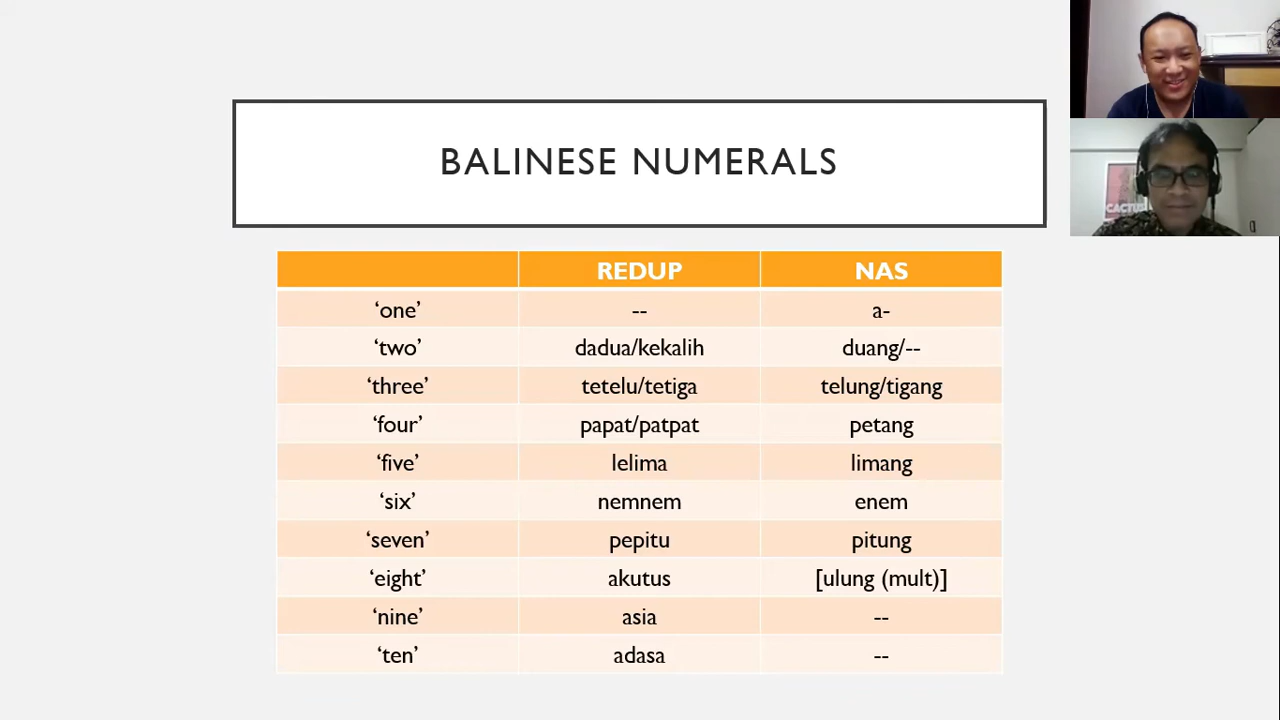 BALINESE NUMERALS
REDUP NAS
‘one’ -- a-
‘two’ dadua/kekalih duang/--
‘three’ tetelu/tetiga telung/tigang
‘four’ papat/patpat petang
‘five’ lelima limang
‘six’ nemnem enem
‘seven’ pepitu pitung
‘eight’ akutus [ulung (mult)]
‘nine’ asia --
‘ten’ adasa --
CACTUS